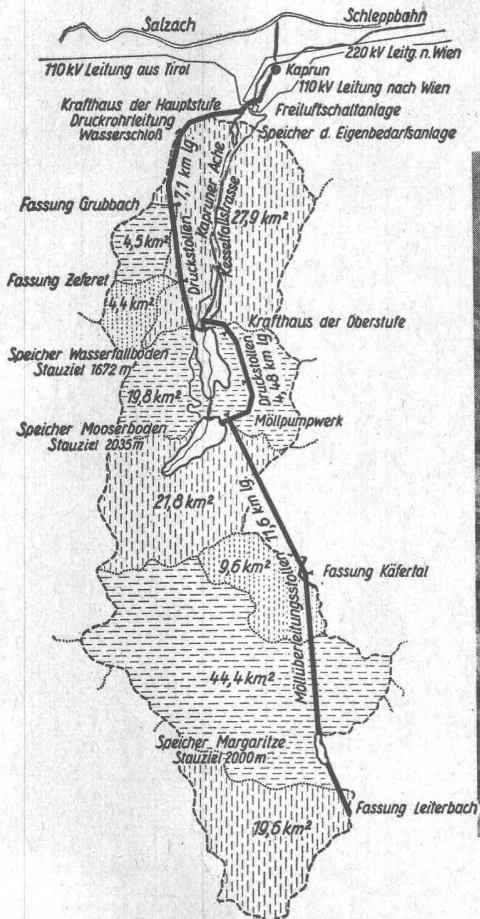 Salzach
Schleppbahn
220 kV Leitg. n. Wien
110 kV Leitung aus Tirol
Kaprun
110 kV Leitung nach Wien
Krafthaus der Hauptstufe
Druckrohrleitung
Wasserschloß
Freiluftschaltanlage
Speicher d. Eigenbedarfsanlage
Druckstollen 7,1 km lg.
Kapruner Ache
Kesselfallstrasse
27,9 km²
Fassung Grubbach
4,5 km²
Fassung Zeferet
4,4 km²
Krafthaus der Oberstufe
Speicher Wasserfallboden
Stauziel 1672 m
Druckstollen
4,48 km lg.
19,8 km²
Möllpumpwerk
Speicher Mooserboden
Stauziel 2035 m
21,8 km²
Möllüberleitungsstollen 11,6 km lg.
9,6 km²
Fassung Käfertal
44,4 km²
Speicher Margaritze
Stauziel 2000 m
Fassung Leiterbach
19,6 km²